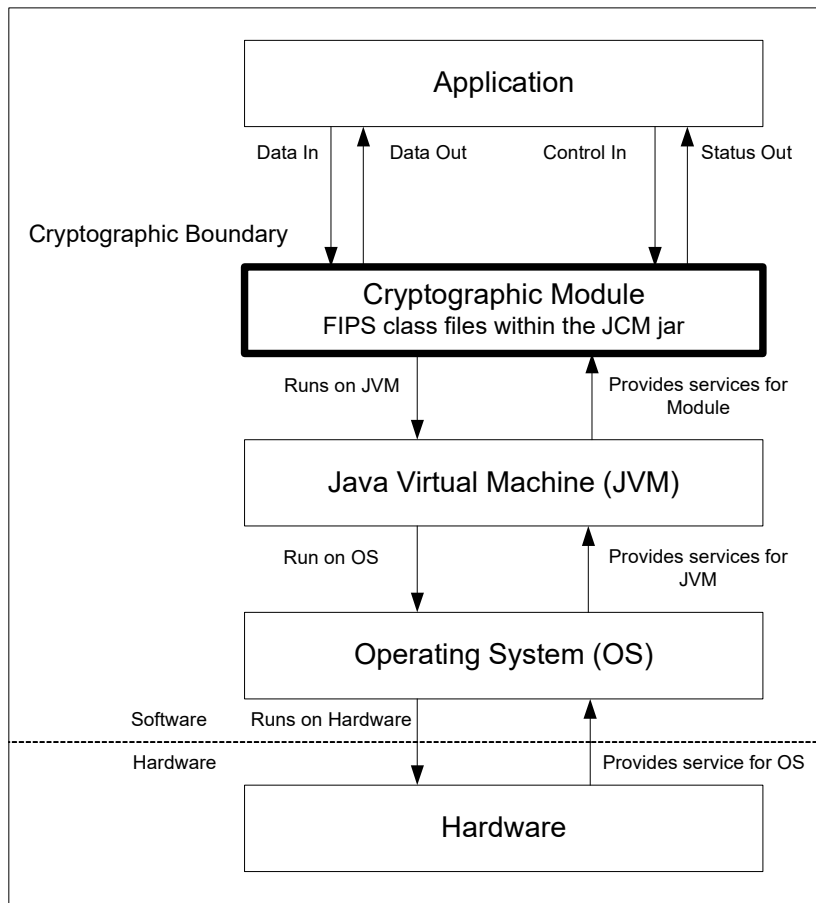 Application
Data In
Data Out
Control In
Status Out
Cryptographic Boundary
Cryptographic Module
FIPS class files within the JCM jar
Runs on JVM
Provides services for
Module
Java Virtual Machine (JVM)
Run on OS
Provides services for
JVM
Operating System (OS)
Software
Runs on Hardware
Hardware
Provides service for OS
Hardware